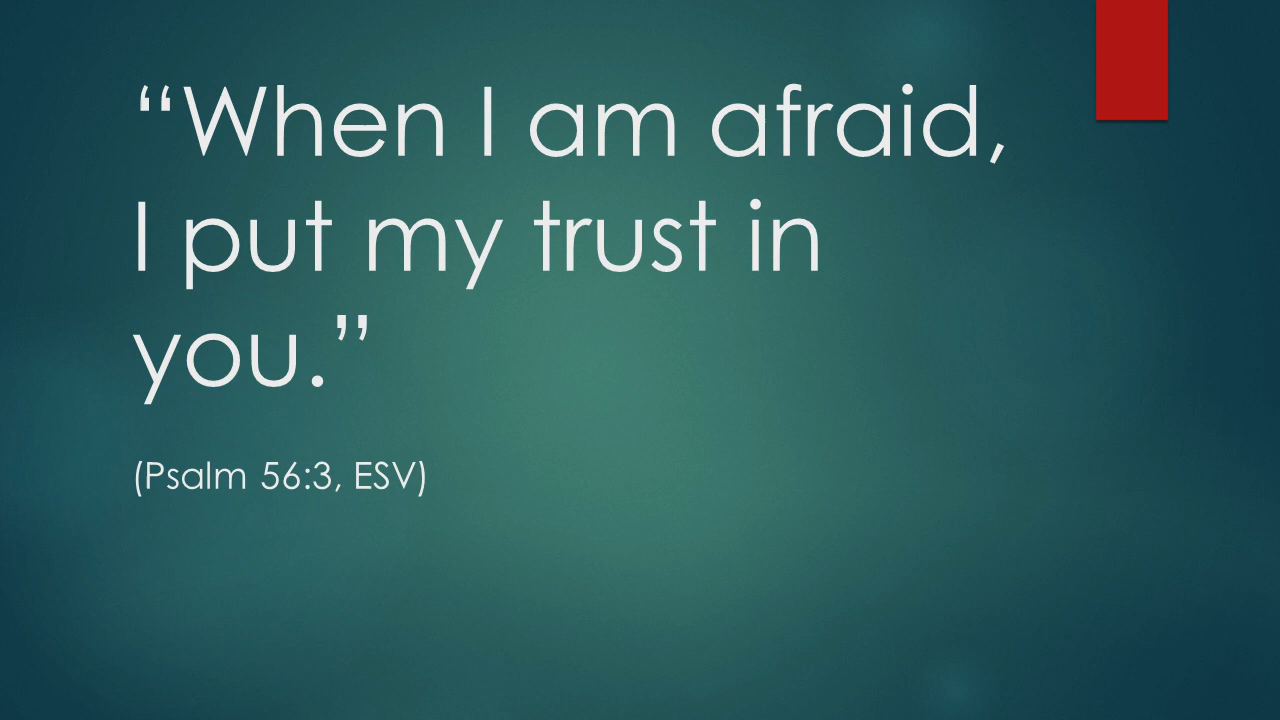 “When I am afraid,
I put my trust in
you.”
(Psalm 56:3, ESV)